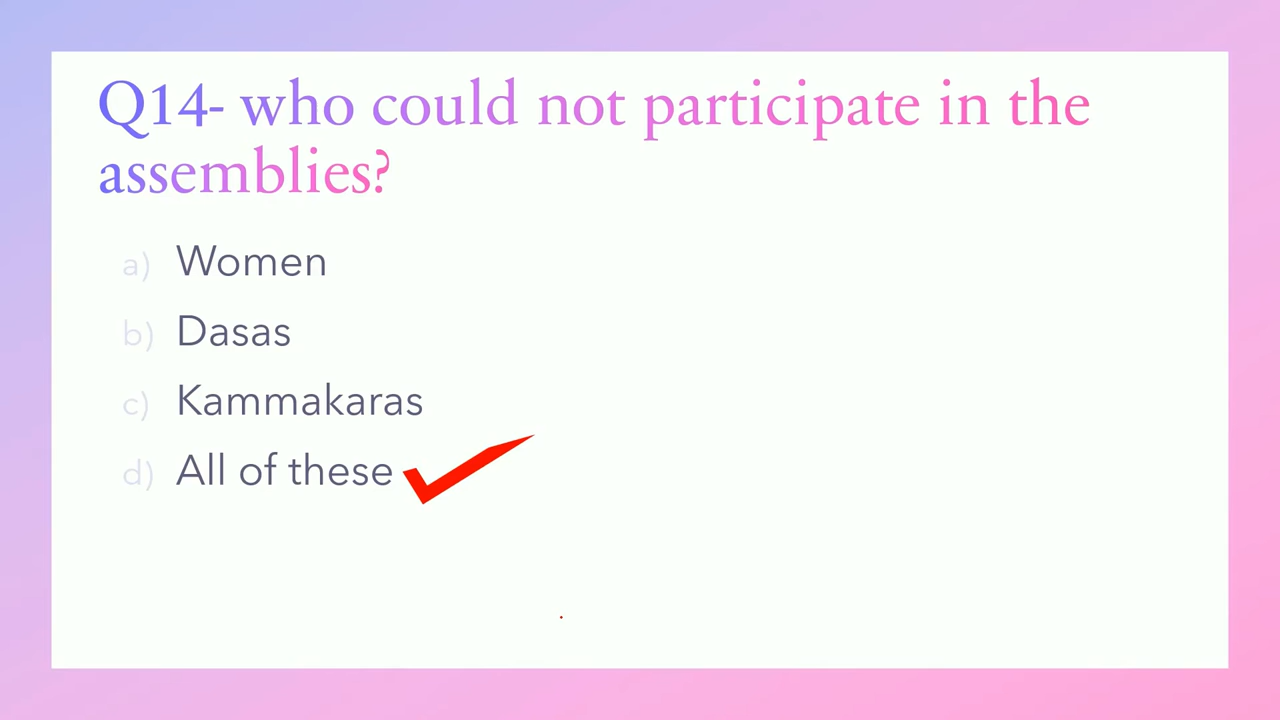 Q14- who could not participate in the
assemblies?
a) Women
b) Dasas
c) Kammakaras
d) All of these